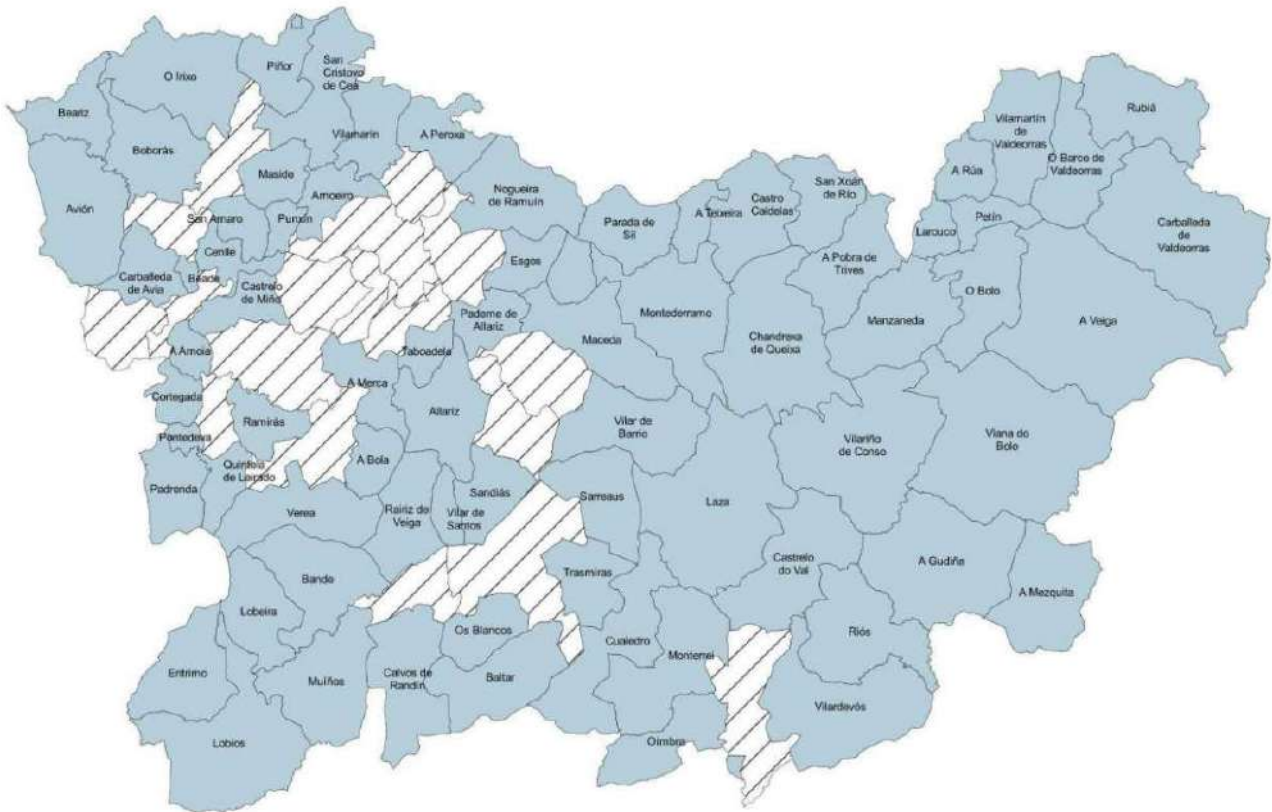 O Irixo
Piñor
San
Cristovo
de Cea
Beariz
Boborás
Vilamarín
A Peroxa
Maside
Amoeiro
Avión
San Amaro
Punxín
Cenlle
Carballeda
de Avia
Beade
Castrelo
de Miño
Nogueira
de Ramuín
Parada de
Sil
A Teixeira
Castro
Caldelas
San Xoán
de Río
Vilamartín
de
Valdeorras
Rubiá
O Barco de
Valdeorras
A Rúa
Petín
Larouco
Carballeda
de
Valdeorras
Esgos
A Pobra de
Trives
O Bolo
A Veiga
Manzaneda
Montederramo
Chandrexa
de Queixa
Maceda
Paderne de
Allariz
Taboadela
A Arnoia
A Merca
Cortegada
Ramirás
Allariz
Pontedeva
Vilar de
Barrio
Vilariño
de Conso
Viana do
Bolo
Quintela
de Leirado
A Bola
Padrenda
Verea
Rairiz de
Veiga
Sandiás
Vilar de
Santos
Sarreaus
Laza
Bande
Trasmiras
Castrelo
do Val
A Gudiña
A Mezquita
Lobeira
Os Blancos
Cualedro
Monterrei
Riós
Entrimo
Muíños
Calvos de
Randín
Baltar
Vilardevós
Lobios
Oímbra